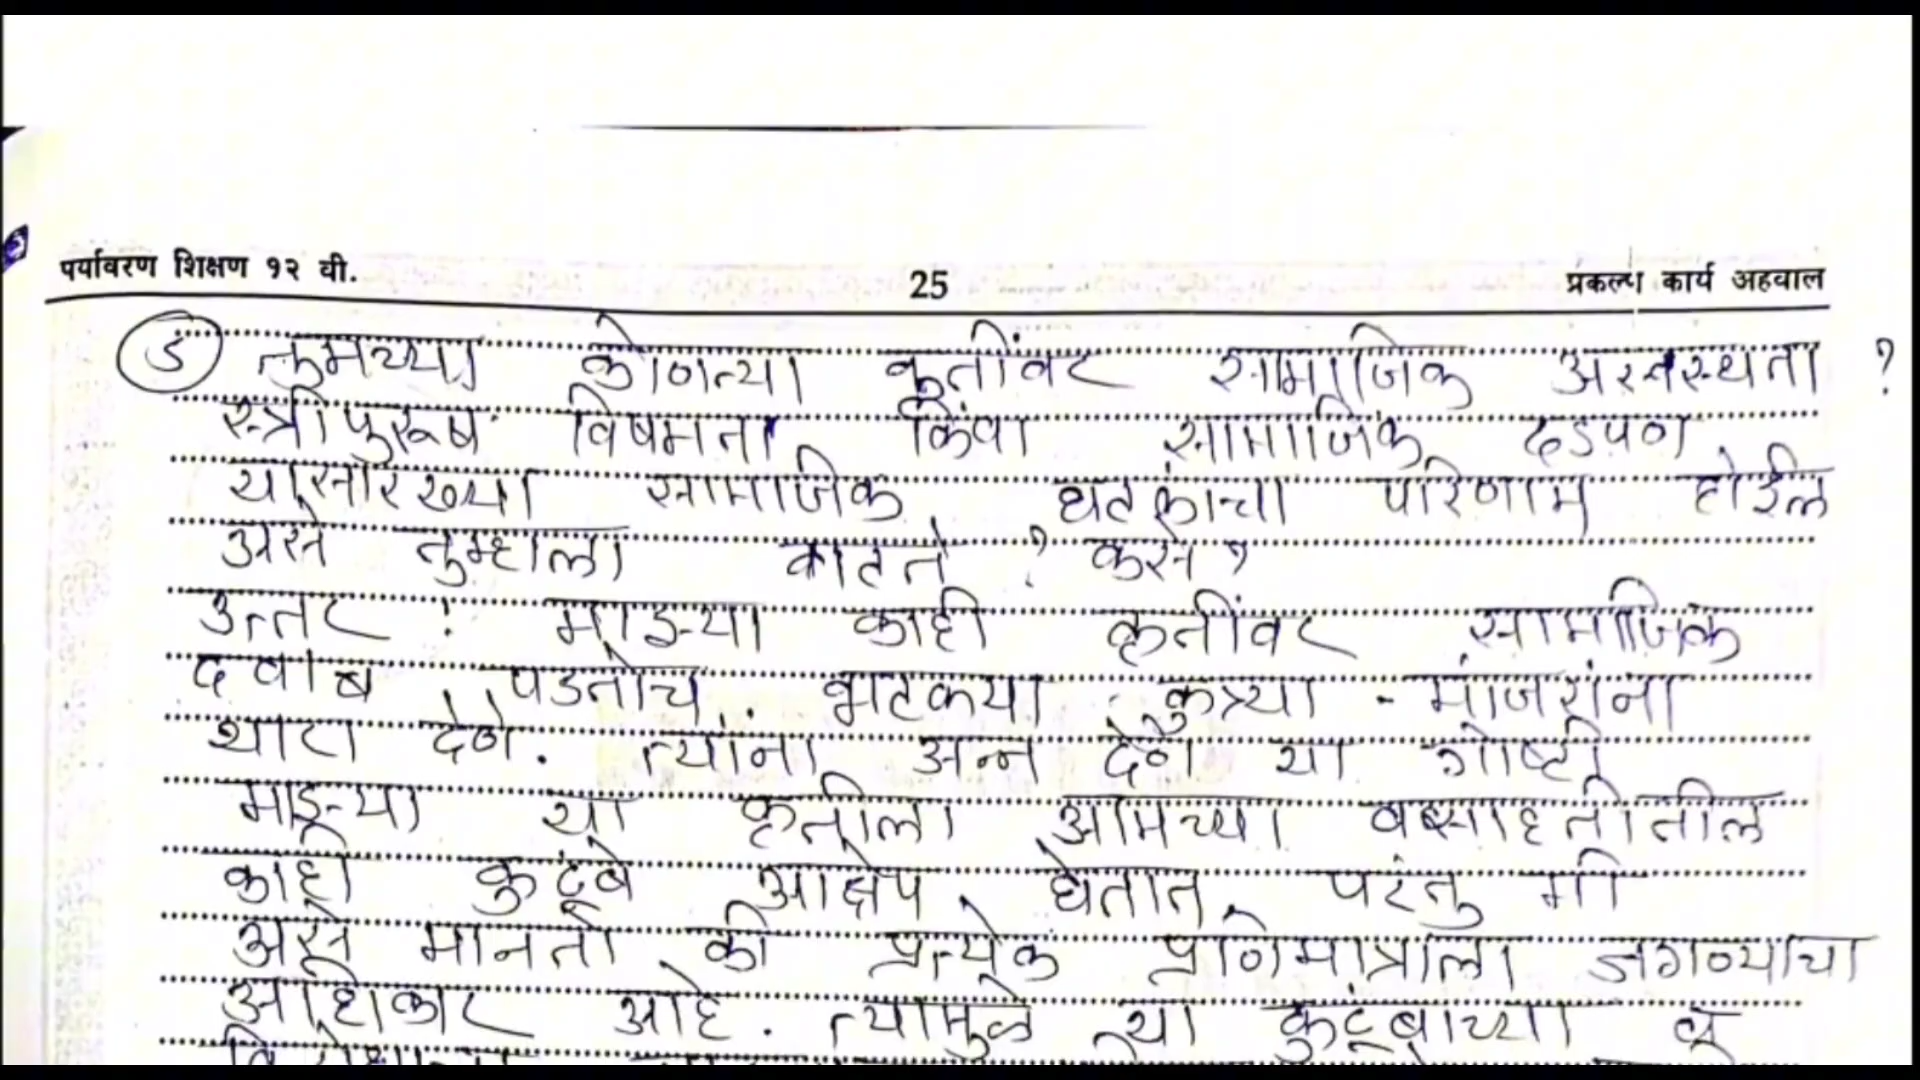 पर्यावरण शिक्षण १२ वी. 25 प्रकल्प कार्य अहवाल
5 तुमच्या कोणत्या कृतींवर सामाजिक अस्वस्थता ?
स्त्रीपुरूष विषमता किंवा सामाजिक दडपण
यासारख्या सामाजिक घटकांचा परिणाम होईल
असे तुम्हाला वाटते ? कसे ?
उत्तर : माझ्या काही कृतींवर सामाजिक
दवाब पडतोच भटकया कुत्र्या - मांजरांना
थारा देणे. त्यांना अन्न देणे या गोष्टी
माझ्या या कृतीला आमच्या वसाहतीतील
काही कुटूंबे आक्षेप घेतात परंतु मी
असे मानतो की प्रत्येक प्राणिमात्राला जगण्याचा
अधिकार आहे. त्यामुळे या कुटूंबाच्या